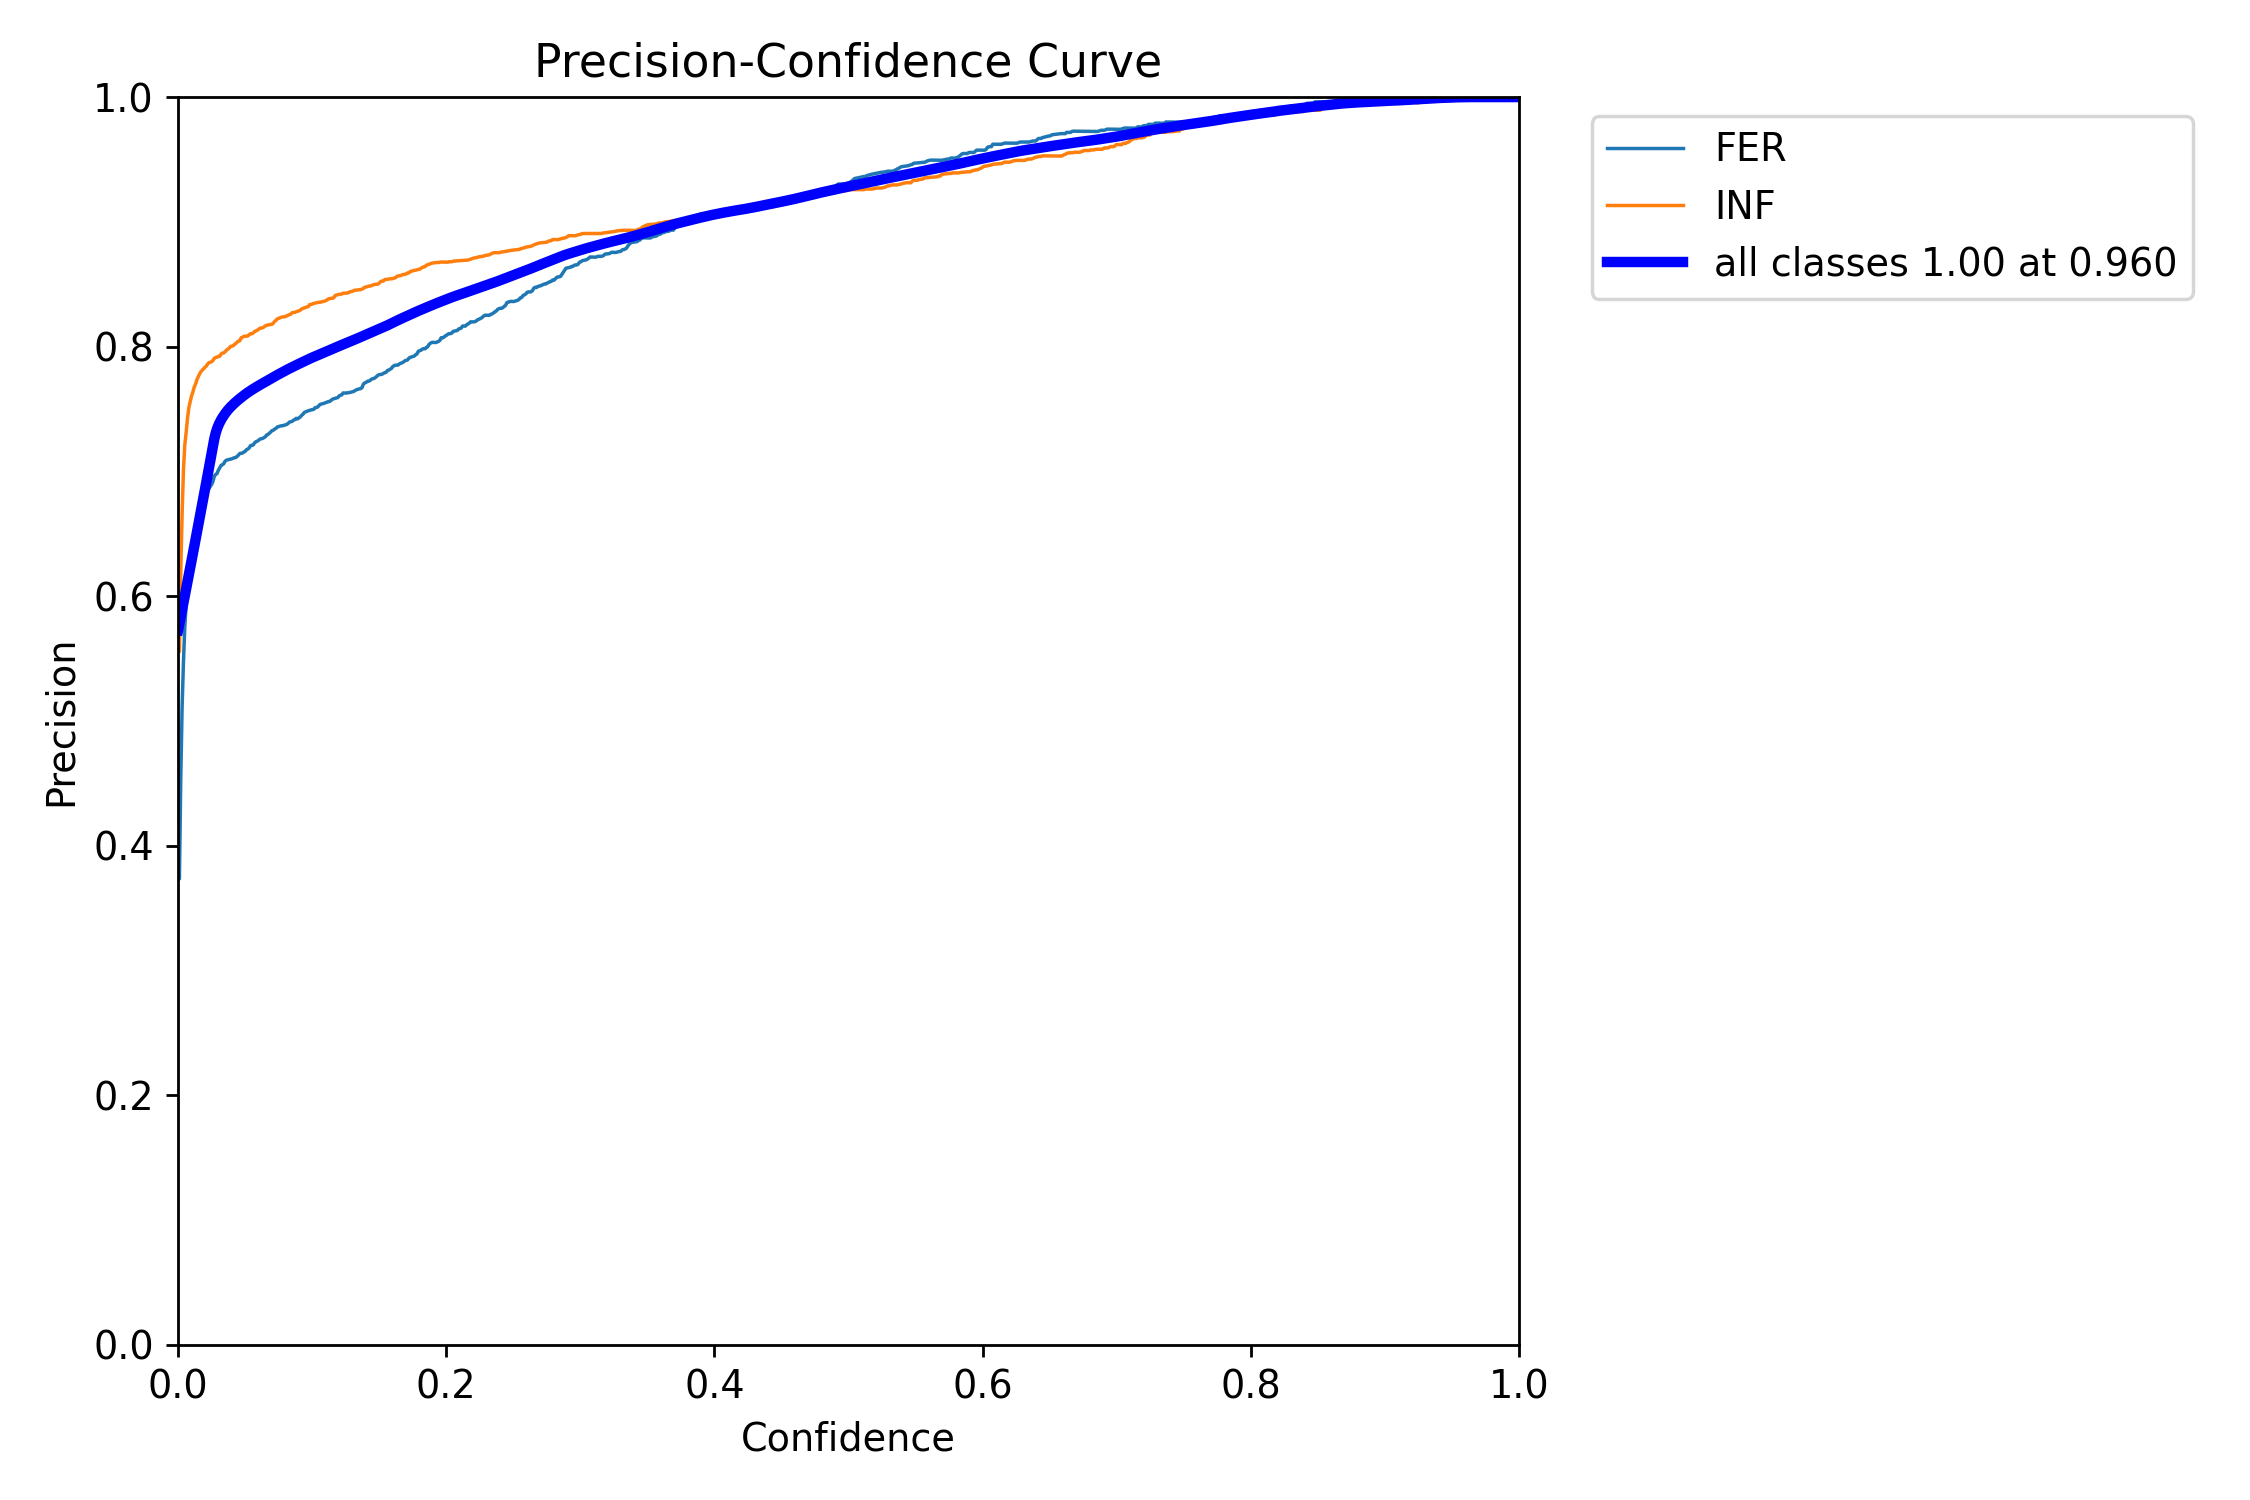 Precision-Confidence Curve
1.0
0.8
0.6
0.4
0.2
0.0
Precision
0.0 0.2 0.4 0.6 0.8 1.0
Confidence
FER
INF
all classes 1.00 at 0.960